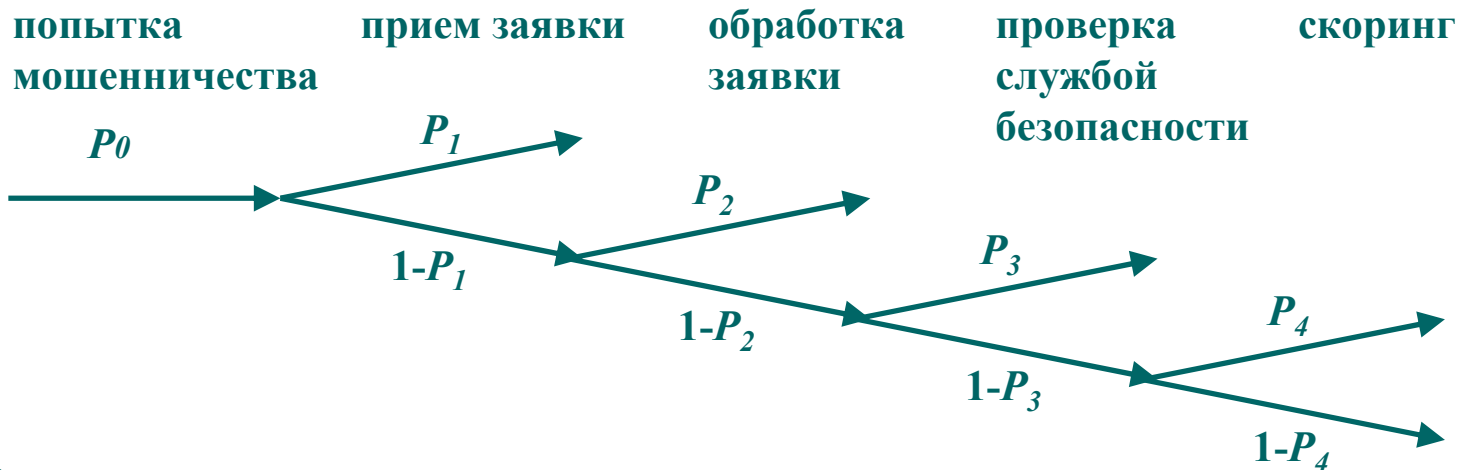 попытка мошенничества
прием заявки
обработка заявки
проверка службой безопасности
скоринг
P0
P1
1-P1
P2
1-P2
P3
1-P3
P4
1-P4